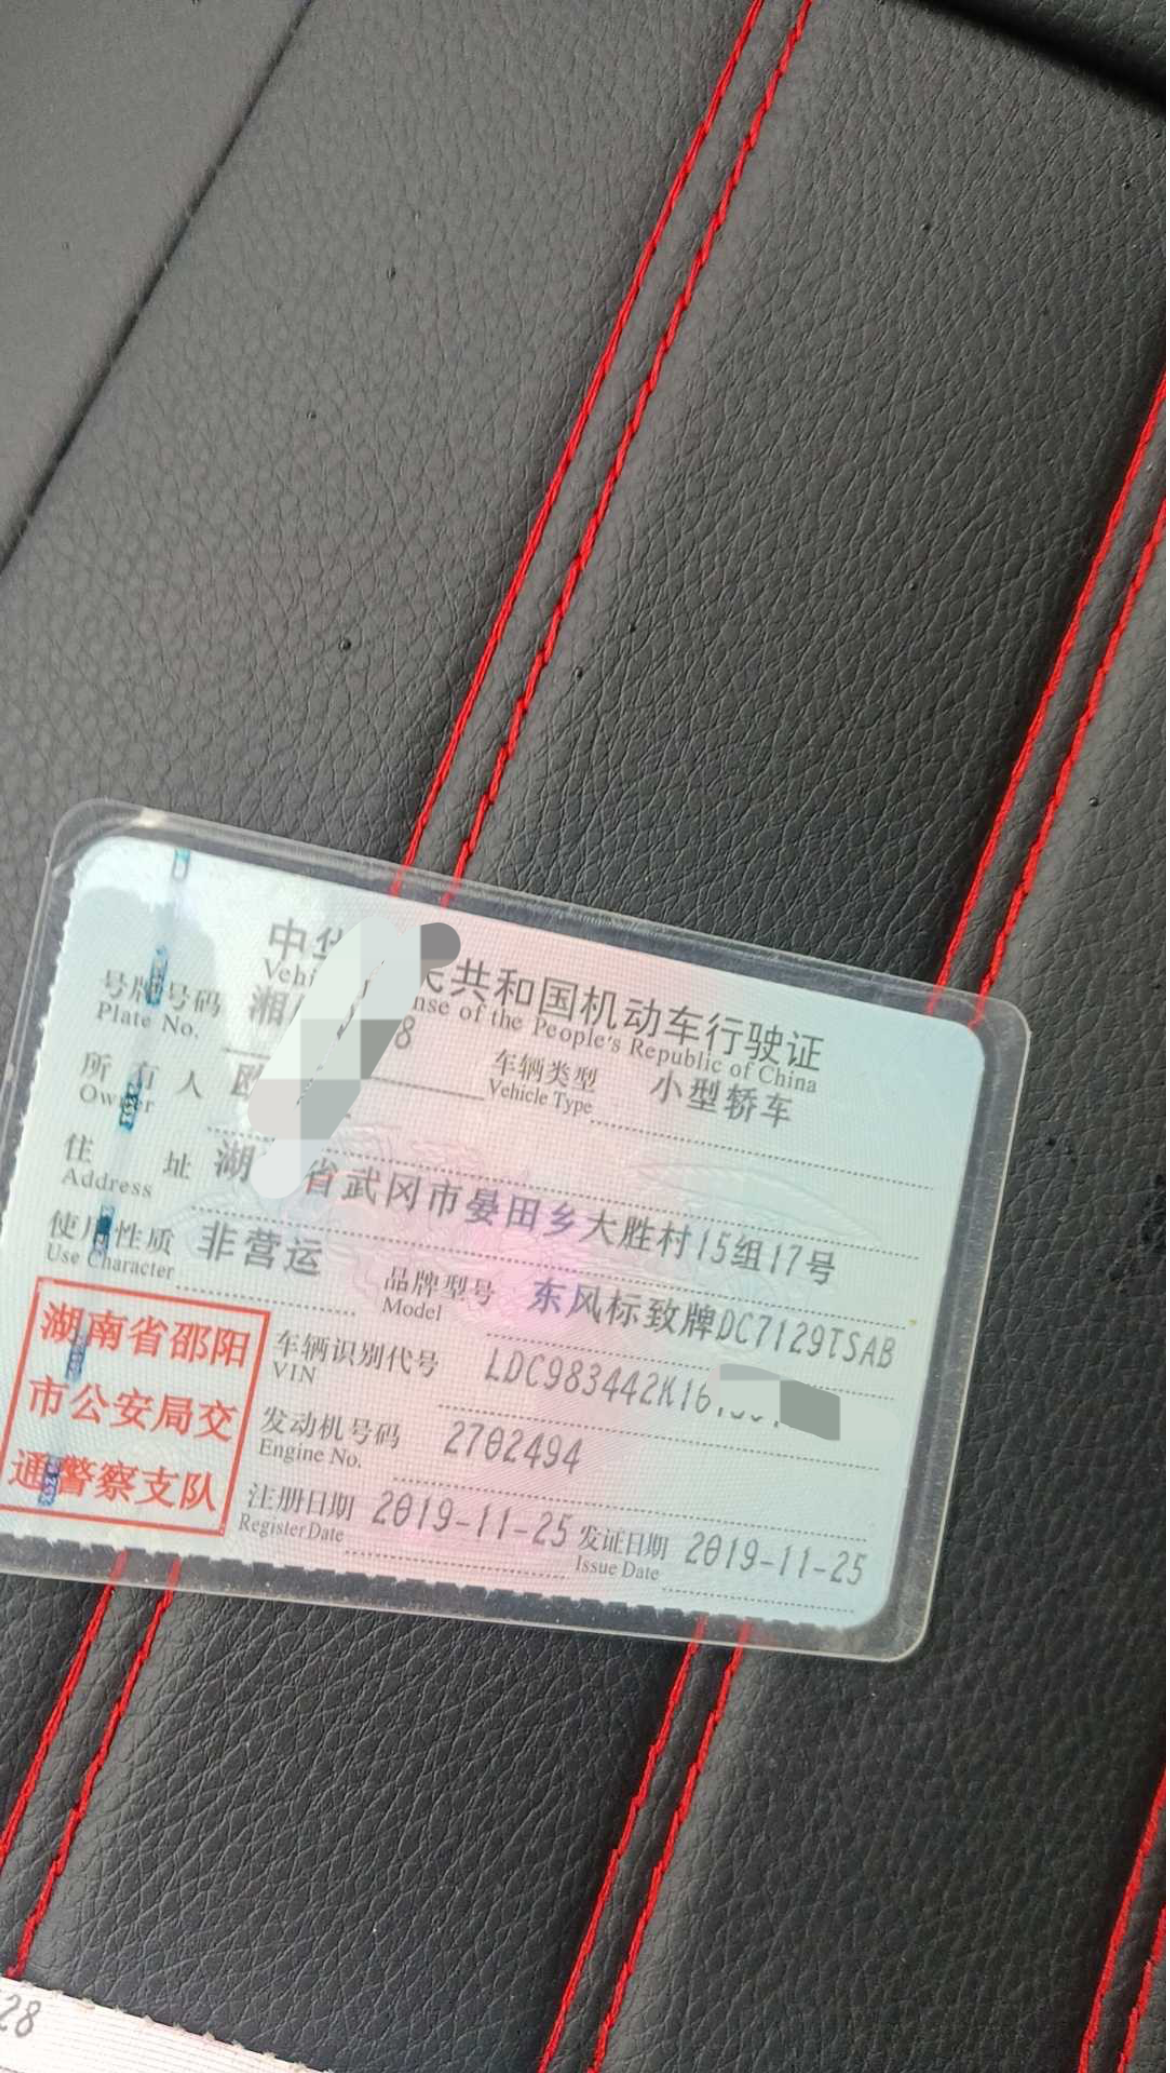 中华 共和国机动车行驶证
nse of the People's Republic of China
号牌号码 湘 8
Plate No.
所有人 欧
Owner
车辆类型 小型轿车
Vehicle Type
住址 湖 省武冈市晏田乡大胜村15组17号
Address
使用性质 非营运
Use Character
品牌型号 东风标致牌DC7129TSAB
Model
湖南省邵阳
市公安局交
通警察支队
车辆识别代号 LDC983442K16
VIN
发动机号码 2702494
Engine No.
注册日期 2019-11-25
Register Date
发证日期 2019-11-25
Issue Date
28